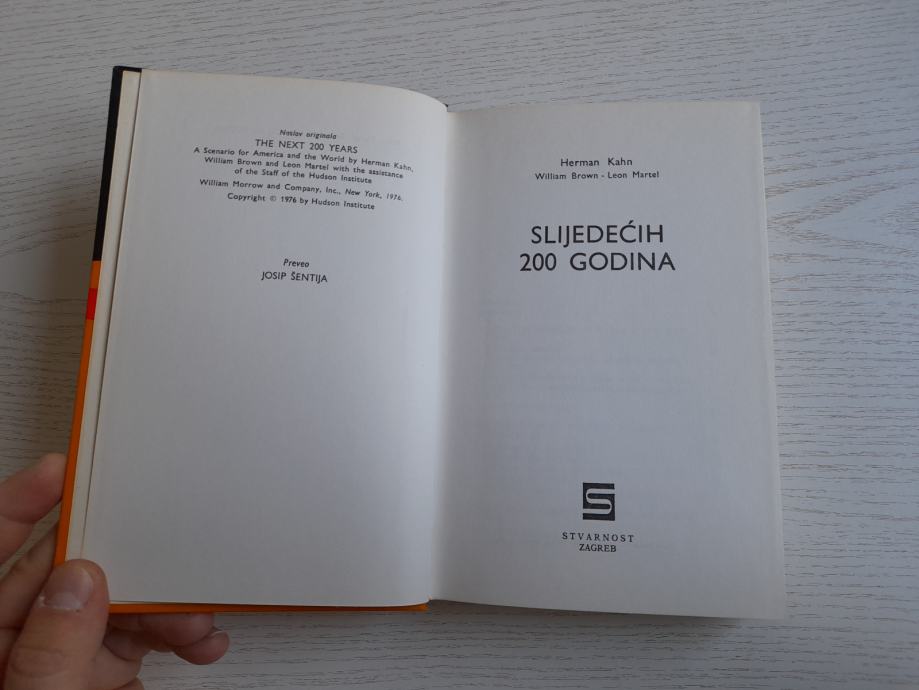 Naslov originala
THE NEXT 200 YEARS
A Scenario for America and the World by Herman Kahn,
William Brown and Leon Martel with the assistance
of the Staff of the Hudson Institute
William Morrow and Company, Inc., New York, 1976.
Copyright © 1976 by Hudson Institute
Preveo
JOSIP ŠENTIJA
Herman Kahn
William Brown - Leon Martel
SLIJEDEĆIH
200 GODINA
S
STVARNOST
ZAGREB